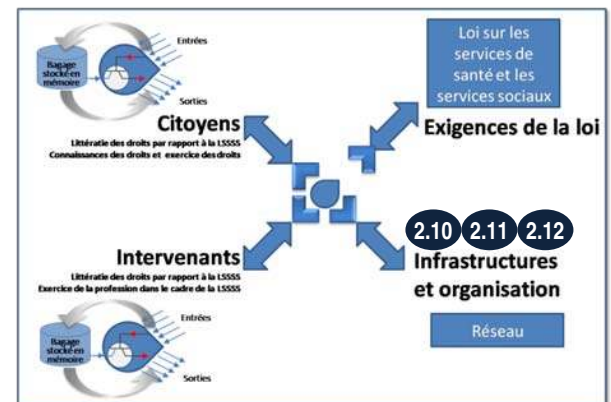 Entrées
Bagage
stocké en
mémoire
Sorties
Citoyens
Littératie des droits par rapport à la LSSSS
Connaissances des droits et exercice des droits
Loi sur les
services de
santé et les
services sociaux
Exigences de la loi
Intervenants
Littératie des droits par rapport à la LSSSS
Exercice de la profession dans le cadre de la LSSSS
Entrées
Bagage
stocké en
mémoire
Sorties
2.10 2.11 2.12
Infrastructures
et organisation
Réseau